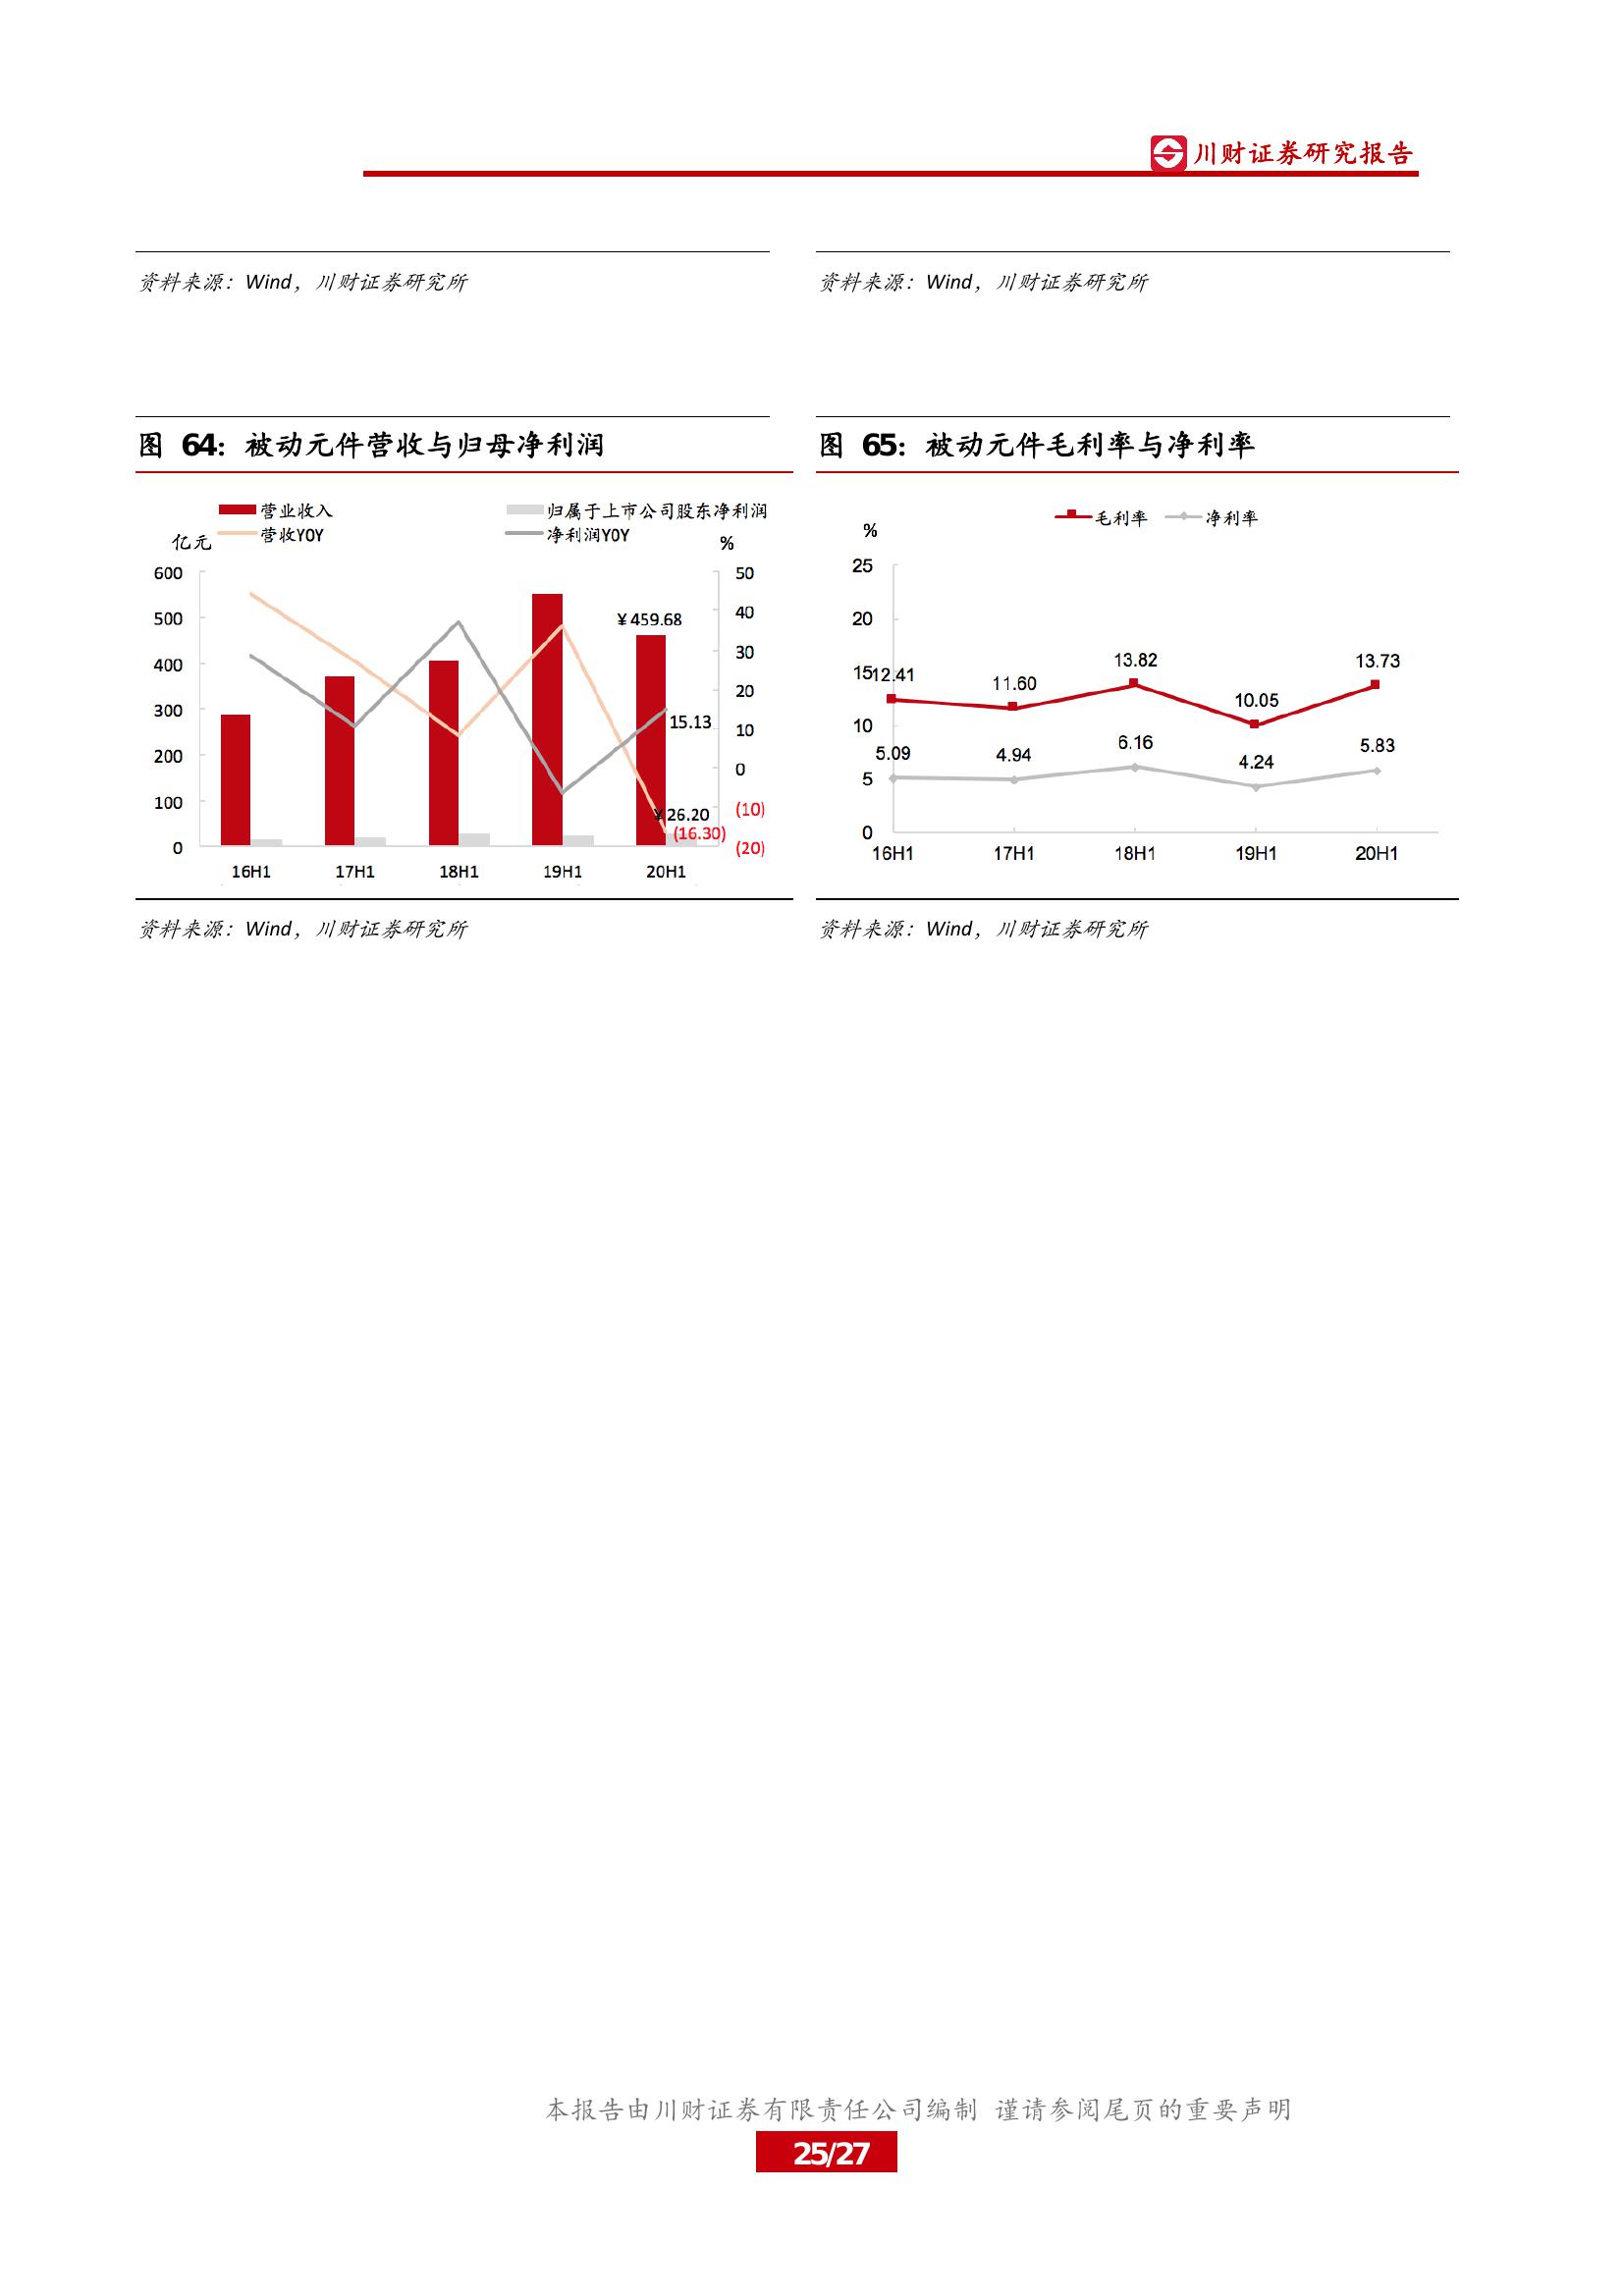 川财证券研究报告
资料来源：Wind，川财证券研究所
资料来源：Wind，川财证券研究所
图 64：被动元件营收与归母净利润
营业收入
归属于上市公司股东净利润
营收YOY
净利润YOY
亿元
%
600
500
400
300
200
100
0
50
40
30
20
10
0
(10)
(20)
¥459.68
15.13
¥26.20
(16.30)
16H1 17H1 18H1 19H1 20H1
资料来源：Wind，川财证券研究所
图 65：被动元件毛利率与净利率
毛利率 净利率
%
25
20
15
10
5
0
12.41 11.60 13.82 10.05 13.73
5.09 4.94 6.16 4.24 5.83
16H1 17H1 18H1 19H1 20H1
资料来源：Wind，川财证券研究所
本报告由川财证券有限责任公司编制 谨请参阅尾页的重要声明
25/27